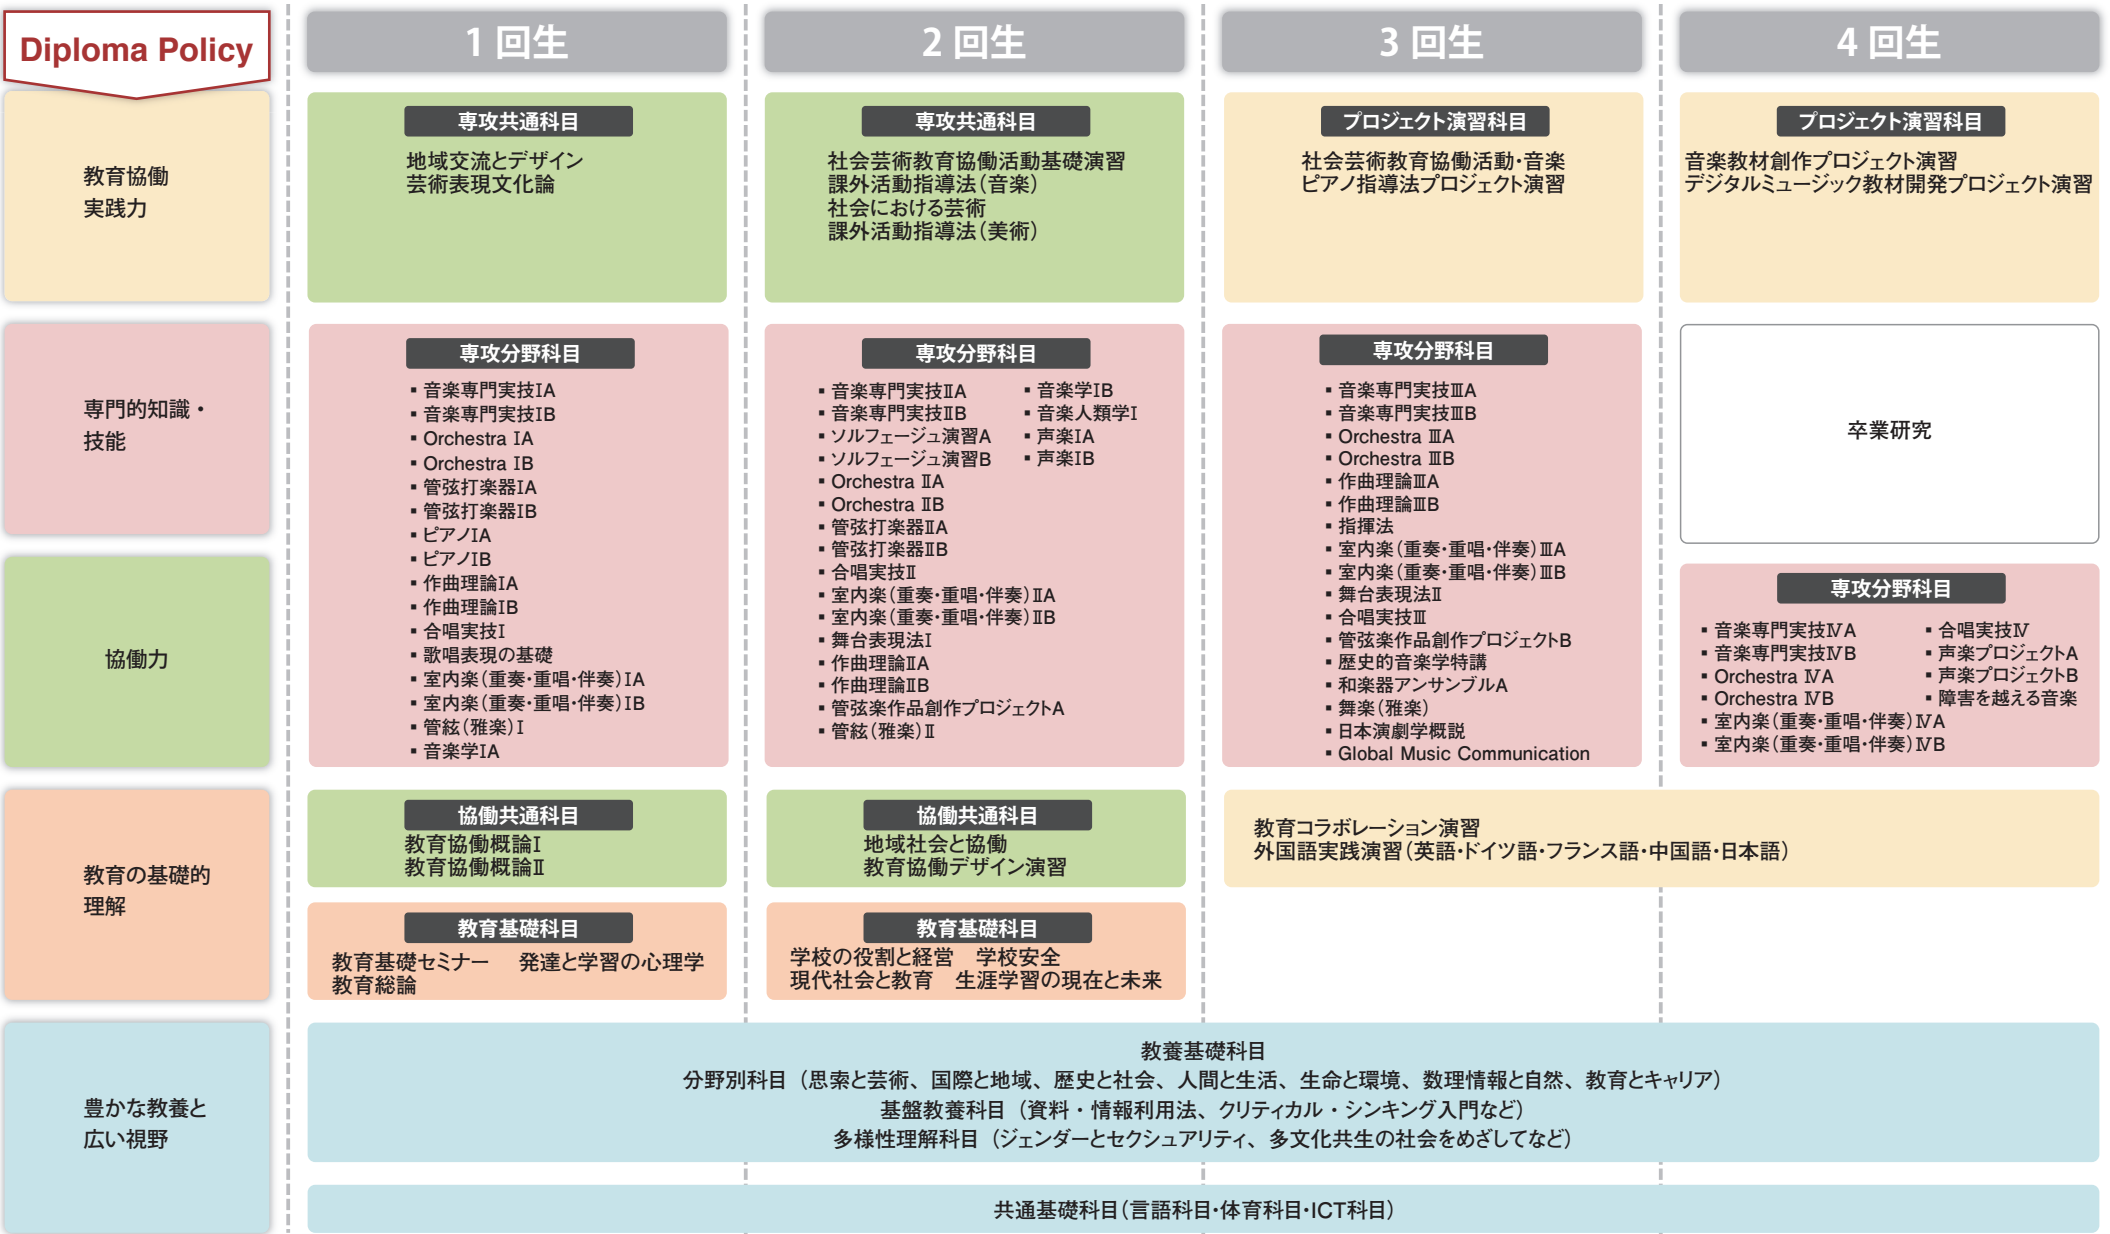 Diploma Policy
1 回生
2 回生
3 回生
4 回生
教育協働
実践力
専攻共通科目
地域交流とデザイン
芸術表現文化論
専攻共通科目
社会芸術教育協働活動基礎演習
課外活動指導法(音楽)
社会における芸術
課外活動指導法(美術)
プロジェクト演習科目
社会芸術教育協働活動・音楽
ピアノ指導法プロジェクト演習
プロジェクト演習科目
音楽教材創作プロジェクト演習
デジタルミュージック教材開発プロジェクト演習
専門的知識・
技能
協働力
専攻分野科目
▪ 音楽専門実技IA
▪ 音楽専門実技IB
▪ Orchestra IA
▪ Orchestra IB
▪ 管弦打楽器IA
▪ 管弦打楽器IB
▪ ピアノIA
▪ ピアノIB
▪ 作曲理論IA
▪ 作曲理論IB
▪ 合唱実技I
▪ 歌唱表現の基礎
▪ 室内楽(重奏・重唱・伴奏)IA
▪ 室内楽(重奏・重唱・伴奏)IB
▪ 管絃(雅楽)I
▪ 音楽学IA
専攻分野科目
▪ 音楽専門実技ⅡA
▪ 音楽専門実技ⅡB
▪ ソルフェージュ演習A
▪ ソルフェージュ演習B
▪ Orchestra ⅡA
▪ Orchestra ⅡB
▪ 管弦打楽器ⅡA
▪ 管弦打楽器ⅡB
▪ 合唱実技Ⅱ
▪ 室内楽(重奏・重唱・伴奏)ⅡA
▪ 室内楽(重奏・重唱・伴奏)ⅡB
▪ 舞台表現法I
▪ 作曲理論ⅡA
▪ 作曲理論ⅡB
▪ 管弦楽作品創作プロジェクトA
▪ 管絃(雅楽)Ⅱ
▪ 音楽学IB
▪ 音楽人類学I
▪ 声楽IA
▪ 声楽IB
専攻分野科目
▪ 音楽専門実技ⅢA
▪ 音楽専門実技ⅢB
▪ Orchestra ⅢA
▪ Orchestra ⅢB
▪ 作曲理論ⅢA
▪ 作曲理論ⅢB
▪ 指揮法
▪ 室内楽(重奏・重唱・伴奏)ⅢA
▪ 室内楽(重奏・重唱・伴奏)ⅢB
▪ 舞台表現法Ⅱ
▪ 合唱実技Ⅲ
▪ 管弦楽作品創作プロジェクトB
▪ 歴史的音楽学特講
▪ 和楽器アンサンブルA
▪ 舞楽(雅楽)
▪ 日本演劇学概説
▪ Global Music Communication
卒業研究
専攻分野科目
▪ 音楽専門実技ⅣA
▪ 音楽専門実技ⅣB
▪ Orchestra ⅣA
▪ Orchestra ⅣB
▪ 室内楽(重奏・重唱・伴奏)ⅣA
▪ 室内楽(重奏・重唱・伴奏)ⅣB
▪ 合唱実技Ⅳ
▪ 声楽プロジェクトA
▪ 声楽プロジェクトB
▪ 障害を越える音楽
教育の基礎的
理解
協働共通科目
教育協働概論I
教育協働概論Ⅱ
協働共通科目
地域社会と協働
教育協働デザイン演習
教育コラボレーション演習
外国語実践演習(英語・ドイツ語・フランス語・中国語・日本語)
教育基礎科目
教育基礎セミナー　発達と学習の心理学
教育総論
教育基礎科目
学校の役割と経営　学校安全
現代社会と教育　生涯学習の現在と未来
豊かな教養と
広い視野
教養基礎科目
分野別科目（思索と芸術、国際と地域、歴史と社会、人間と生活、生命と環境、数理情報と自然、教育とキャリア）
基盤教養科目（資料・情報利用法、クリティカル・シンキング入門など）
多様性理解科目（ジェンダーとセクシュアリティ、多文化共生の社会をめざしてなど）
共通基礎科目(言語科目・体育科目・ICT科目)